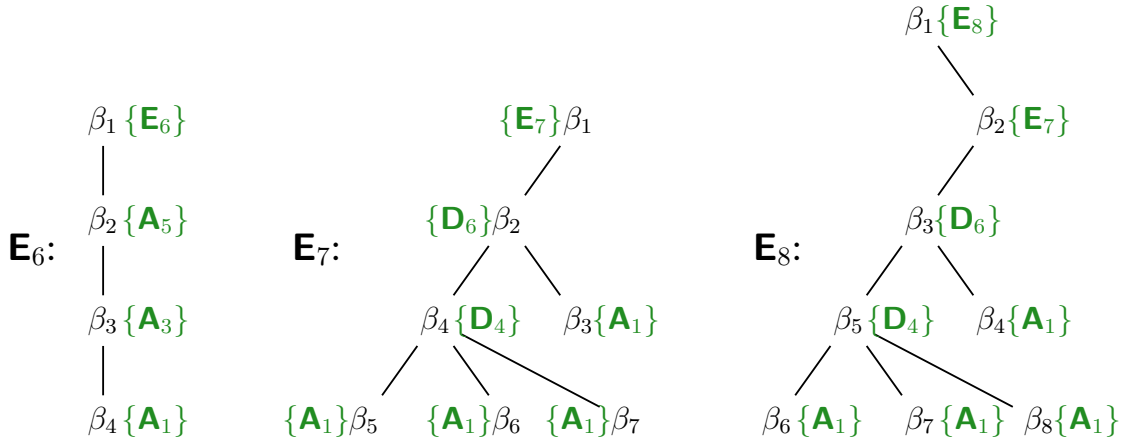 β₁{E₈}
β₁{E₆} {E₇}β₁ β₂{E₇}
β₂{A₅} {D₆}β₂ β₃{D₆}
E₆: E₇: E₈:
β₃{A₃} β₄{D₄} β₃{A₁} β₅{D₄} β₄{A₁}
β₄{A₁} {A₁}β₅ {A₁}β₆ {A₁}β₇ β₆{A₁} β₇{A₁} β₈{A₁}